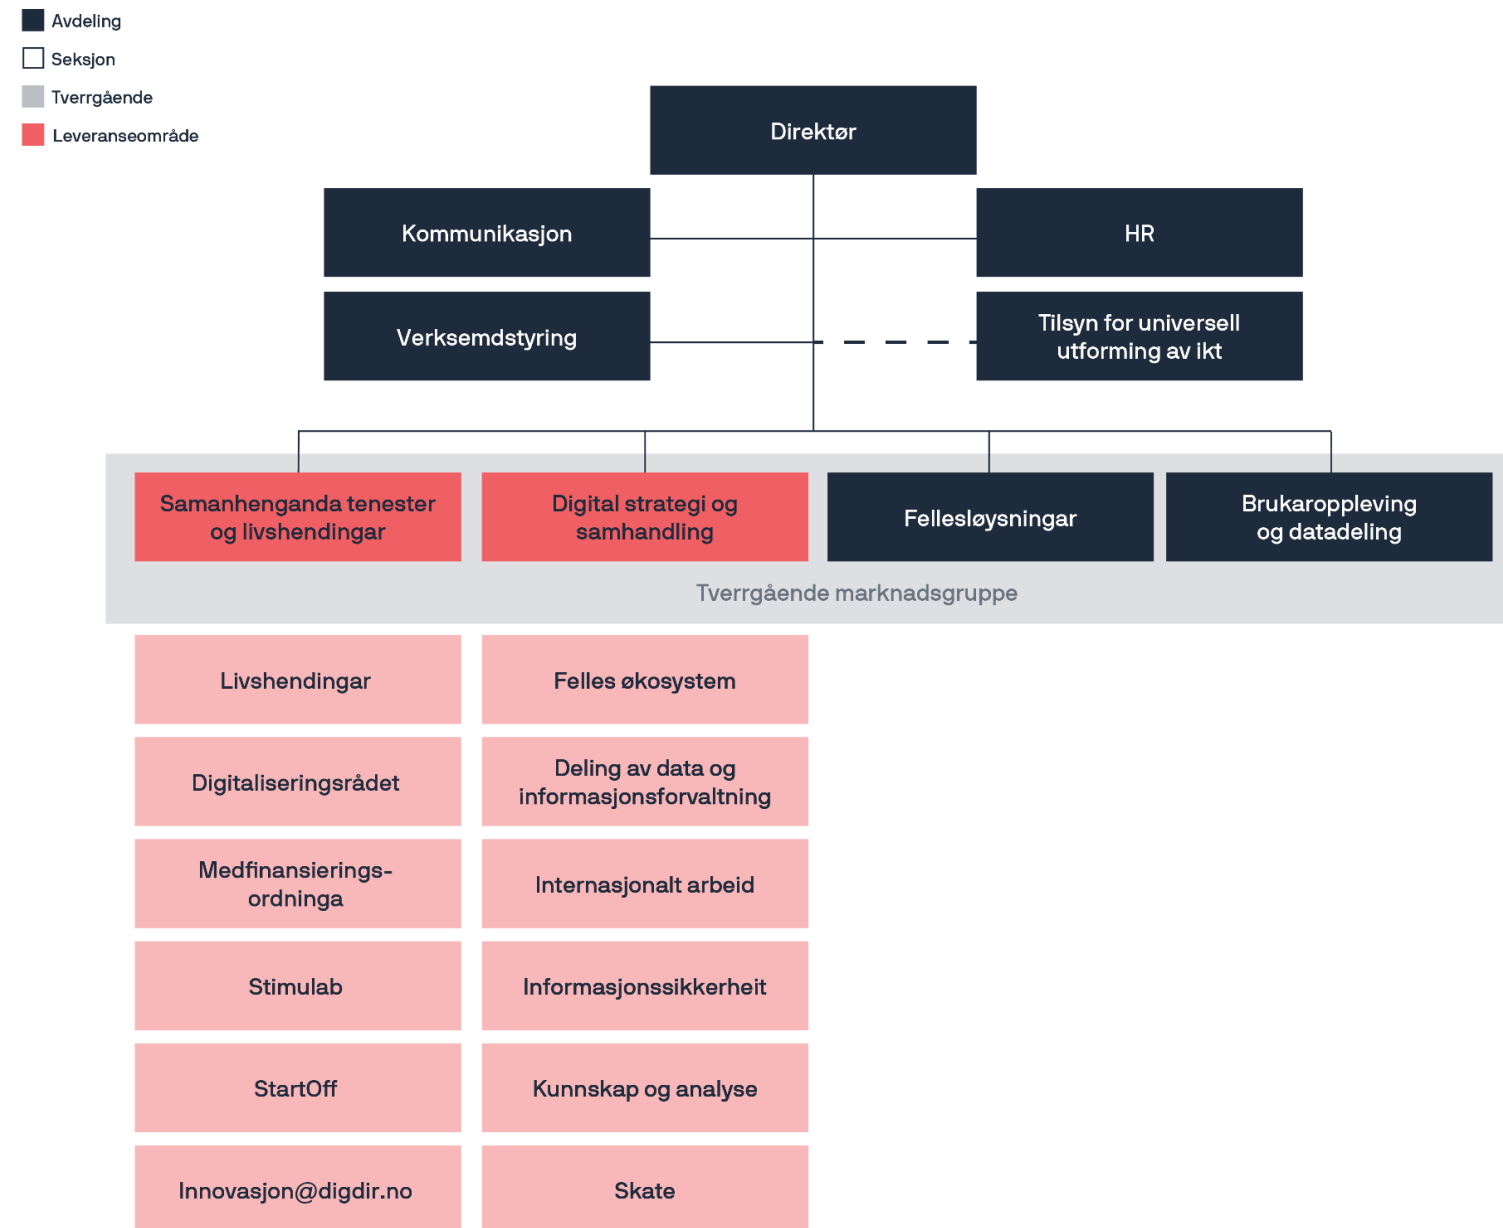 Avdeling
Seksjon
Tverrgående
Leveranseområde
Direktør
Kommunikasjon
HR
Verksemdstyring
Tilsyn for universell
utforming av ikt
Samanhenganda tenester
og livshendingar
Digital strategi og
samhandling
Fellesløysningar
Brukaroppleving
og datadeling
Tverrgående marknadsgruppe
Livshendingar
Felles økosystem
Digitaliseringsrådet
Deling av data og
informasjonsforvaltning
Medfinansierings-
ordninga
Internasjonalt arbeid
Stimulab
Informasjonssikkerheit
StartOff
Kunnskap og analyse
Innovasjon@digdir.no
Skate